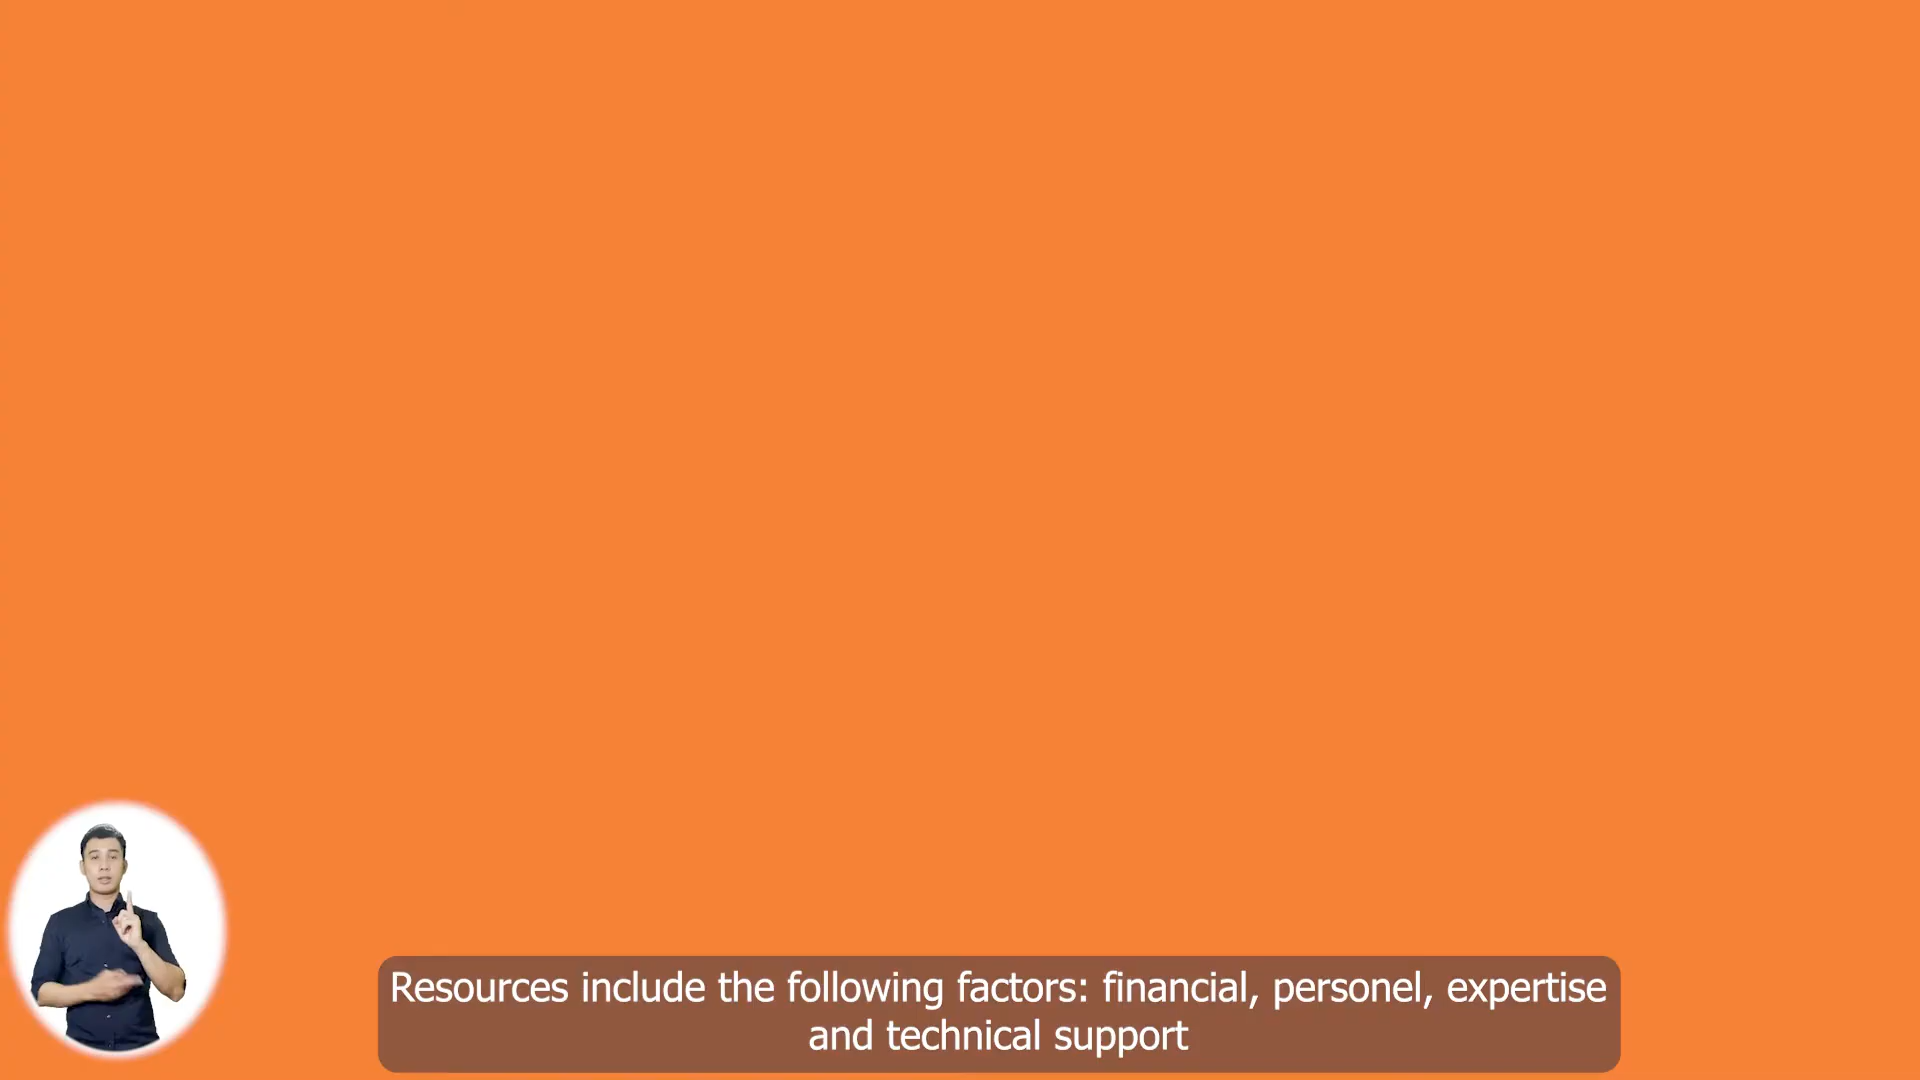 Resources include the following factors: financial, personel, expertise
and technical support